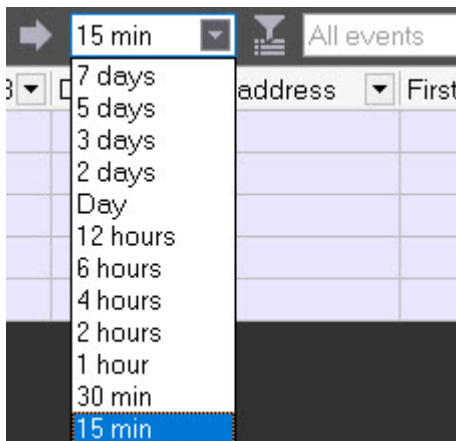 15 min All events
address First
7 days
5 days
3 days
2 days
Day
12 hours
6 hours
4 hours
2 hours
1 hour
30 min
15 min